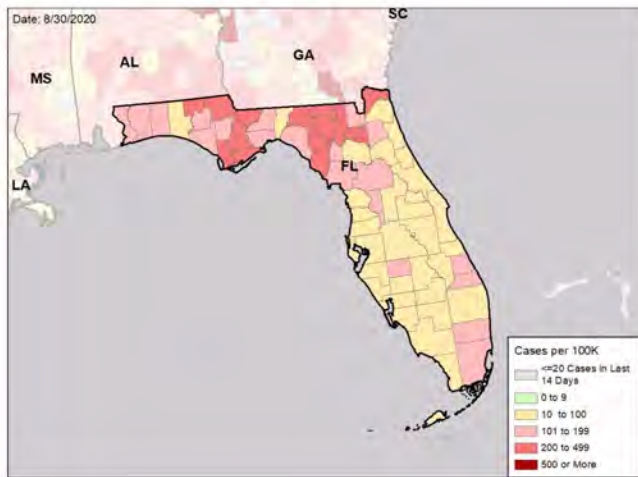 Date: 8/30/2020
SC
GA
AL
MS
FL
LA
Cases per 100K
<=20 Cases in Last
14 Days
0 to 9
10 to 100
101 to 199
200 to 499
500 or More